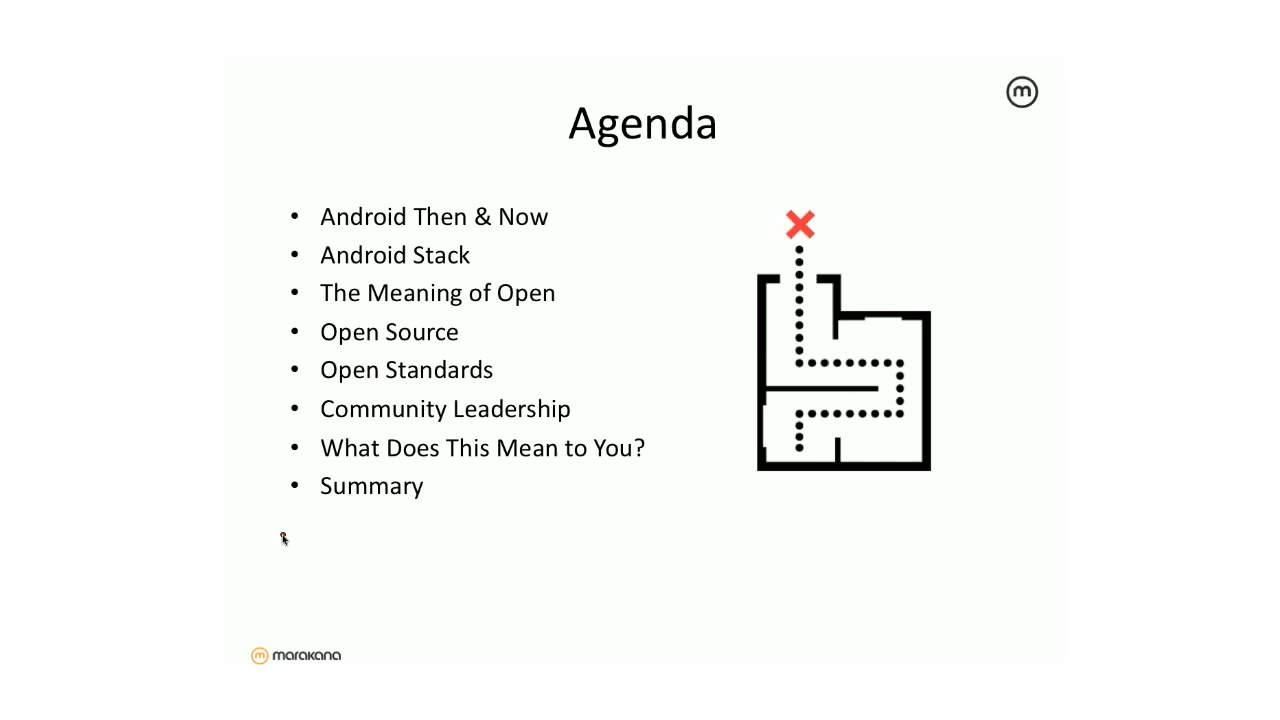 m
Agenda
• Android Then & Now
• Android Stack
• The Meaning of Open
• Open Source
• Open Standards
• Community Leadership
• What Does This Mean to You?
• Summary
m marakana